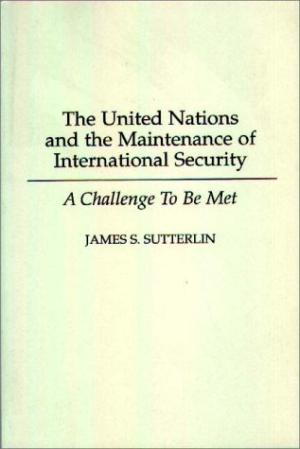 The United Nations
and the Maintenance of
International Security
A Challenge To Be Met
JAMES S. SUTTERLIN